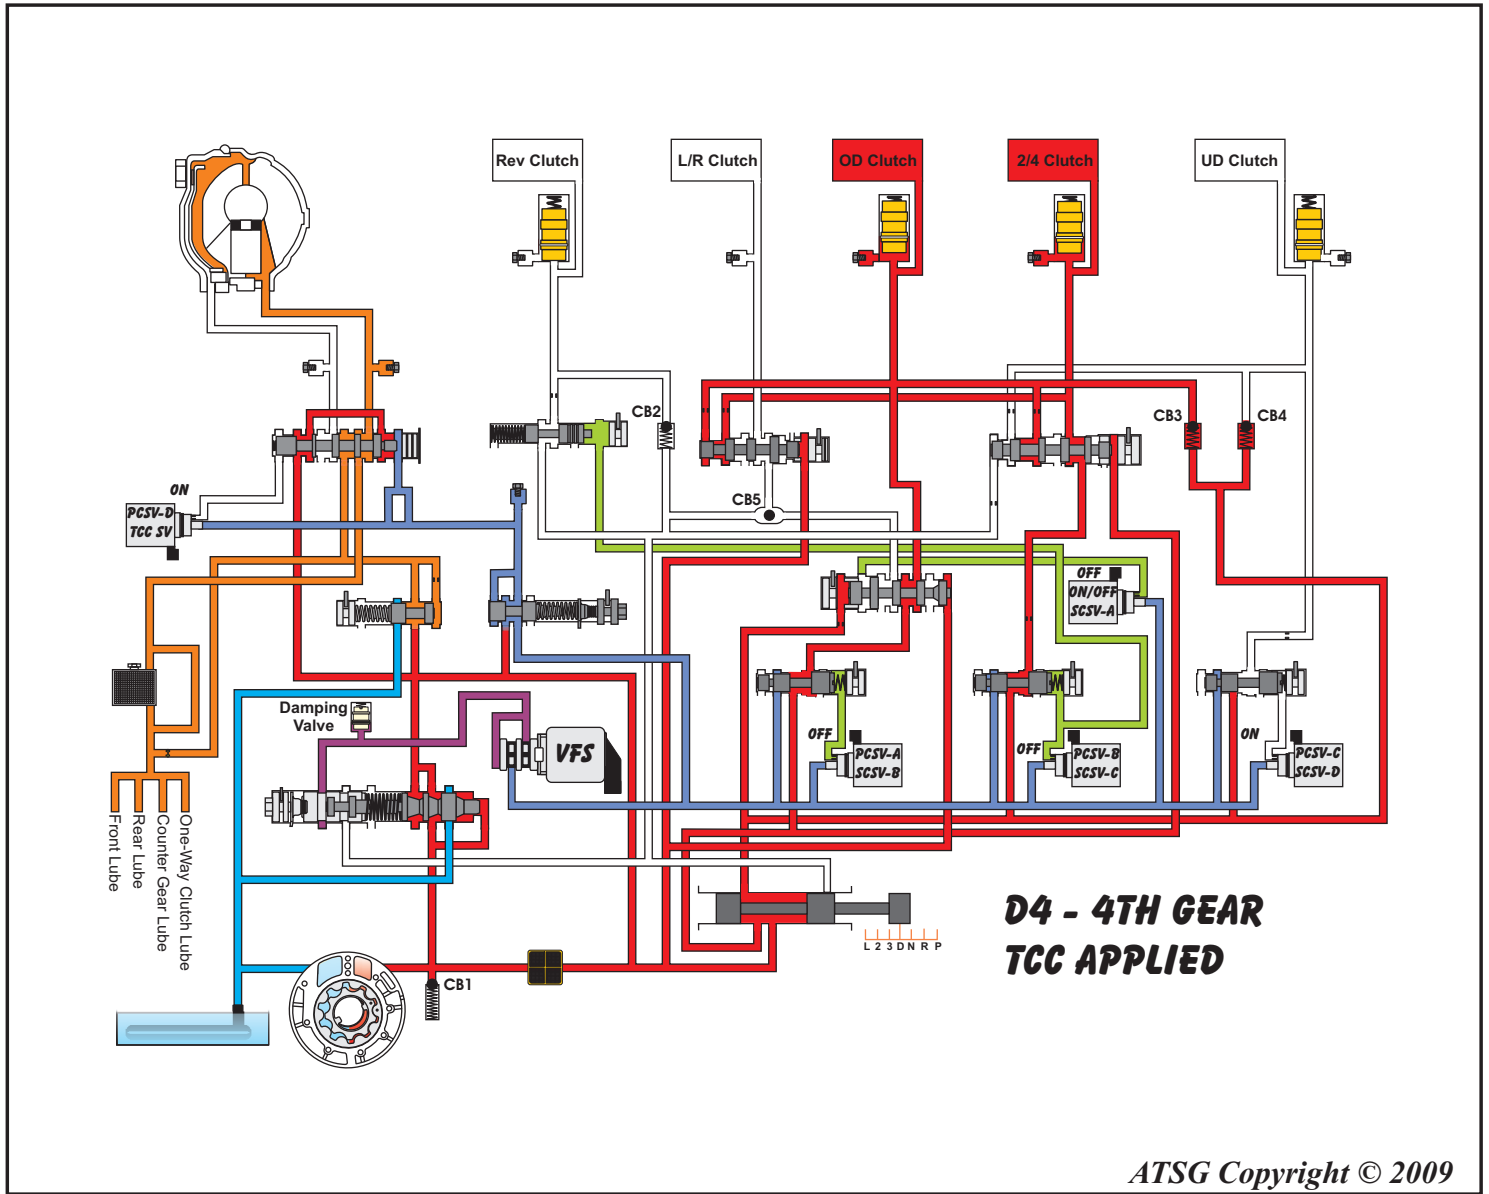 Rev Clutch
L/R Clutch
OD Clutch
2/4 Clutch
UD Clutch
CB2
CB3
CB4
ON
PCSV-D
TCC SV
CB5
OFF
ON/OFF
SCSV-A
Damping
Valve
VFS
OFF
PCSV-A
SCSV-B
OFF
PCSV-B
SCSV-C
ON
PCSV-C
SCSV-D
Front Lube
Rear Lube
Counter Gear Lube
One-Way Clutch Lube
L 2 3 D N R P
CB1
D4 - 4TH GEAR
TCC APPLIED
ATSG Copyright © 2009